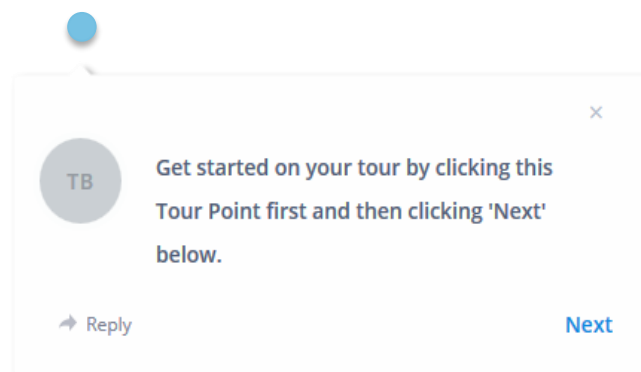 ×
TB
Get started on your tour by clicking this
Tour Point first and then clicking 'Next'
below.
Reply
Next